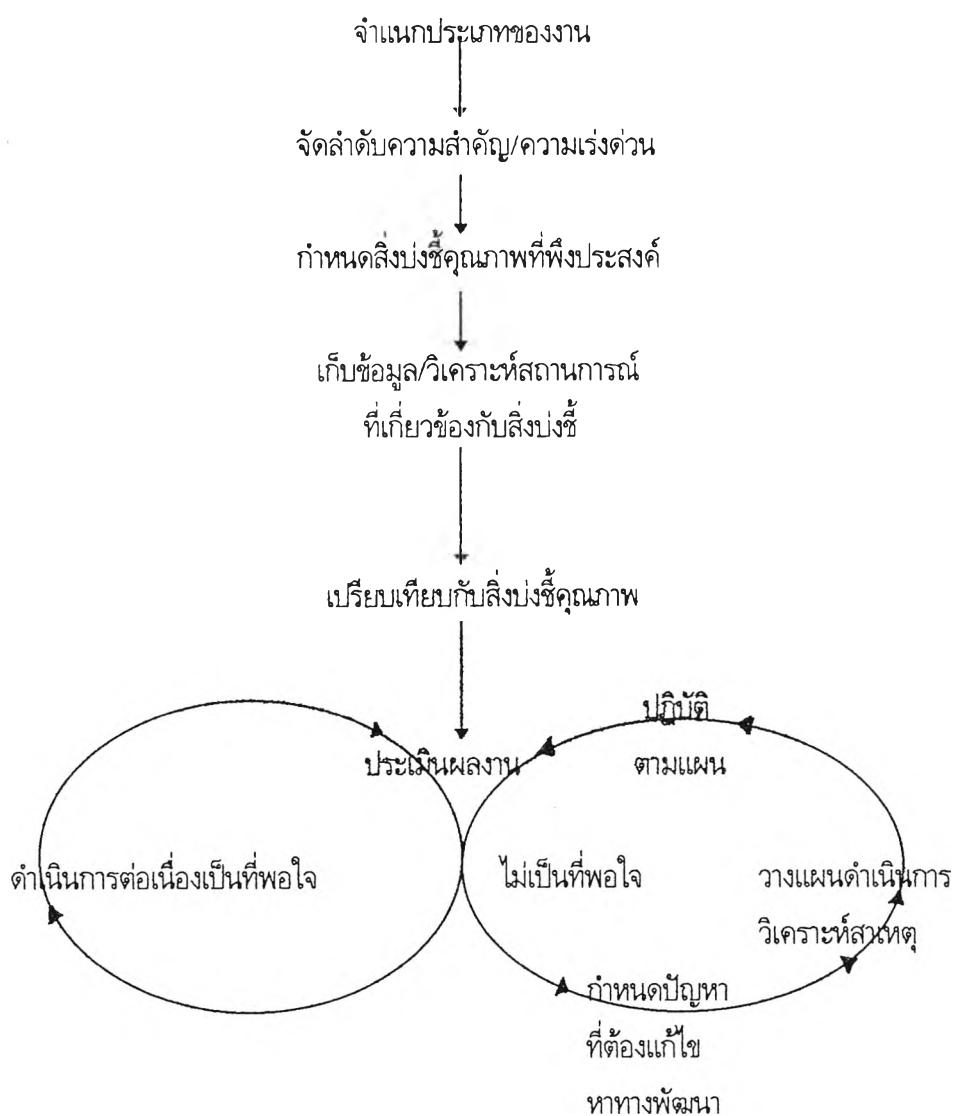 จำแนกประเภทของงาน
จัดลำดับความสำคัญ/ความเร่งด่วน
กำหนดสิ่งบ่งชี้คุณภาพที่พึงประสงค์
เก็บข้อมูล/วิเคราะห์สถานการณ์
ที่เกี่ยวข้องกับสิ่งบ่งชี้
เปรียบเทียบกับสิ่งบ่งชี้คุณภาพ
ปฏิบัติ
ประเมินผลงาน ตามแผน
ดำเนินการต่อเนื่องเป็นที่พอใจ ไม่เป็นที่พอใจ วางแผนดำเนินการ
วิเคราะห์สาเหตุ
กำหนดปัญหา
ที่ต้องแก้ไข
หาทางพัฒนา